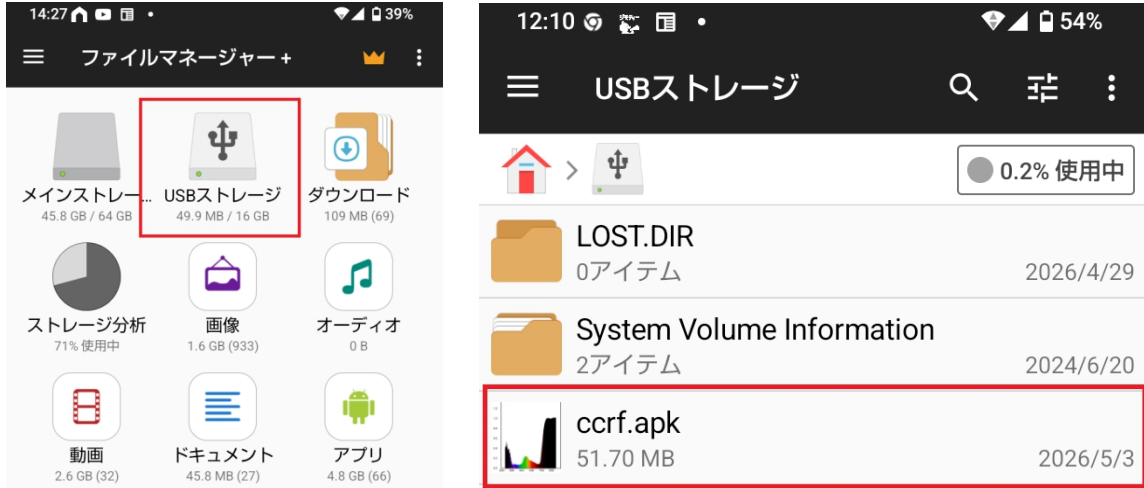 14:27
39%
ファイルマネージャー +
メインストレー...
45.8 GB / 64 GB
USBストレージ
49.9 MB / 16 GB
ダウンロード
109 MB (69)
ストレージ分析
71% 使用中
画像
1.6 GB (933)
オーディオ
0 B
動画
2.6 GB (32)
ドキュメント
45.8 MB (27)
アプリ
4.8 GB (66)
12:10
54%
USBストレージ
0.2% 使用中
LOST.DIR
0アイテム
2026/4/29
System Volume Information
2アイテム
2024/6/20
ccrf.apk
51.70 MB
2026/5/3